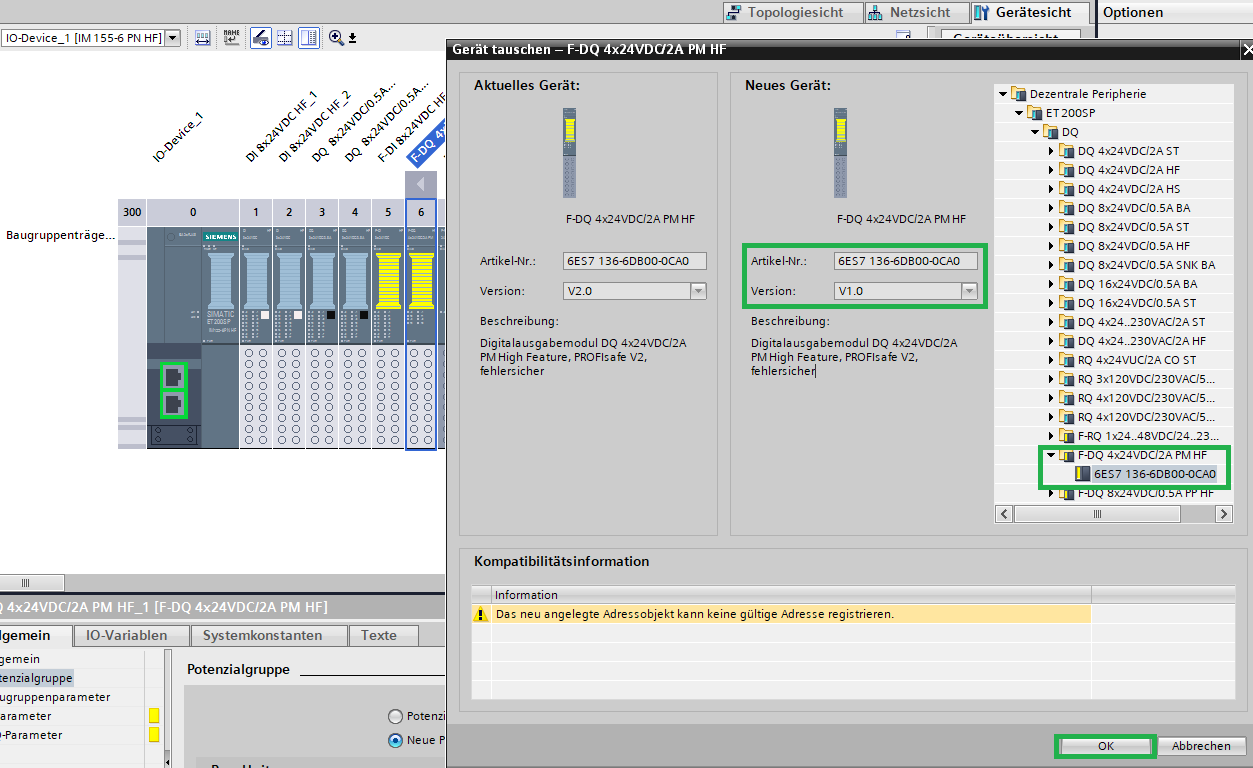 Topologiesicht
Netzsicht
Gerätesicht
Optionen
IO-Device_1 [IM 155-6 PN HF]
Gerät tauschen -- F-DQ 4x24VDC/2A PM HF
Aktuelles Gerät:
F-DQ 4x24VDC/2A PM HF
Artikel-Nr.: 6ES7 136-6DB00-0CA0
Version: V2.0
Beschreibung:
Digitalausgabemodul DQ 4x24VDC/2A
PM High Feature, PROFIsafe V2,
fehlersicher
Neues Gerät:
F-DQ 4x24VDC/2A PM HF
Artikel-Nr.: 6ES7 136-6DB00-0CA0
Version: V1.0
Beschreibung:
Digitalausgabemodul DQ 4x24VDC/2A
PM High Feature, PROFIsafe V2,
fehlersicher
Dezentrale Peripherie
ET 200SP
DQ
DQ 4x24VDC/2A ST
DQ 4x24VDC/2A HF
DQ 4x24VDC/2A HS
DQ 8x24VDC/0.5A BA
DQ 8x24VDC/0.5A ST
DQ 8x24VDC/0.5A HF
DQ 8x24VDC/0.5A SNK BA
DQ 16x24VDC/0.5A BA
DQ 16x24VDC/0.5A ST
DQ 4x24..230VAC/2A ST
DQ 4x24..230VAC/2A HF
RQ 4x24VUC/2A CO ST
RQ 3x120VDC/230VAC/5...
RQ 4x120VDC/230VAC/5...
RQ 4x120VDC/230VAC/5...
F-RQ 1x24..48VDC/24..23...
F-DQ 4x24VDC/2A PM HF
6ES7 136-6DB00-0CA0
F-DQ 8x24VDC/0.5A PP HF
Kompatibilitätsinformation
Information
Das neu angelegte Adressobjekt kann keine gültige Adresse registrieren.
OK
Abbrechen
IO-Device_1
DI 8x24VDC HF_1
DI 8x24VDC HF_2
DQ 8x24VDC/0.5A...
DQ 8x24VDC/0.5A...
F-DI 8x24VDC HF
F-DQ 4x
300 0 1 2 3 4 5 6
Baugruppenträge...
SIEMENS
SIMATIC
ET 200SP
4x24VDC/2A PM HF_1 [F-DQ 4x24VDC/2A PM HF]
lgemein
IO-Variablen
Systemkonstanten
Texte
gemein
tenzialgruppe
ugruppenparameter
arameter
-Parameter
Potenzialgruppe
Potenzi
Neue P